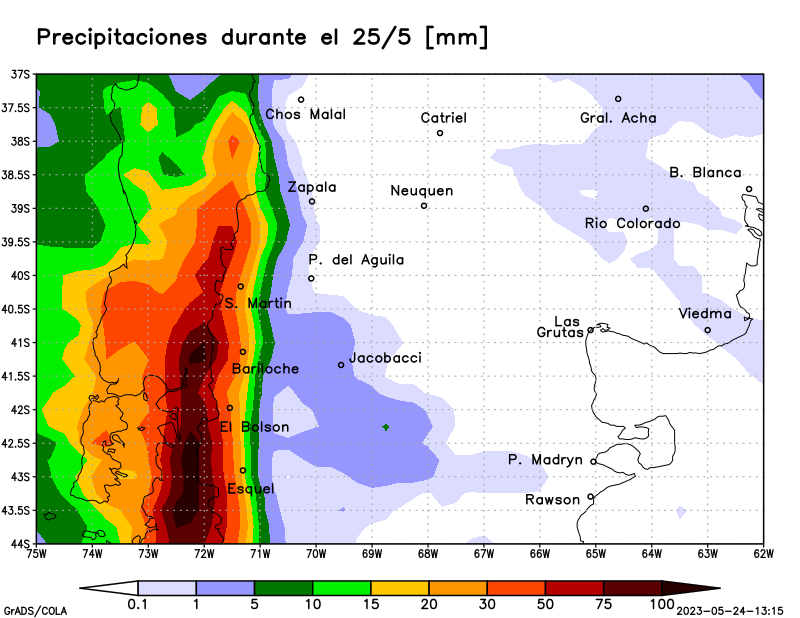 Precipitaciones durante el 25/5 [mm]
37S
37.5S
38S
38.5S
39S
39.5S
40S
40.5S
41S
41.5S
42S
42.5S
43S
43.5S
44S
Chos Malal
Catriel
Gral. Acha
B. Blanca
Zapala
Neuquen
Rio Colorado
P. del Aguila
S. Martin
Viedma
Las
Grutas
Jacobacci
Bariloche
El Bolson
P. Madryn
Esquel
Rawson
75W 74W 73W 72W 71W 70W 69W 68W 67W 66W 65W 64W 63W 62W
0.1 1 5 10 15 20 30 50 75 100
GrADS/COLA
2023-05-24-13:15